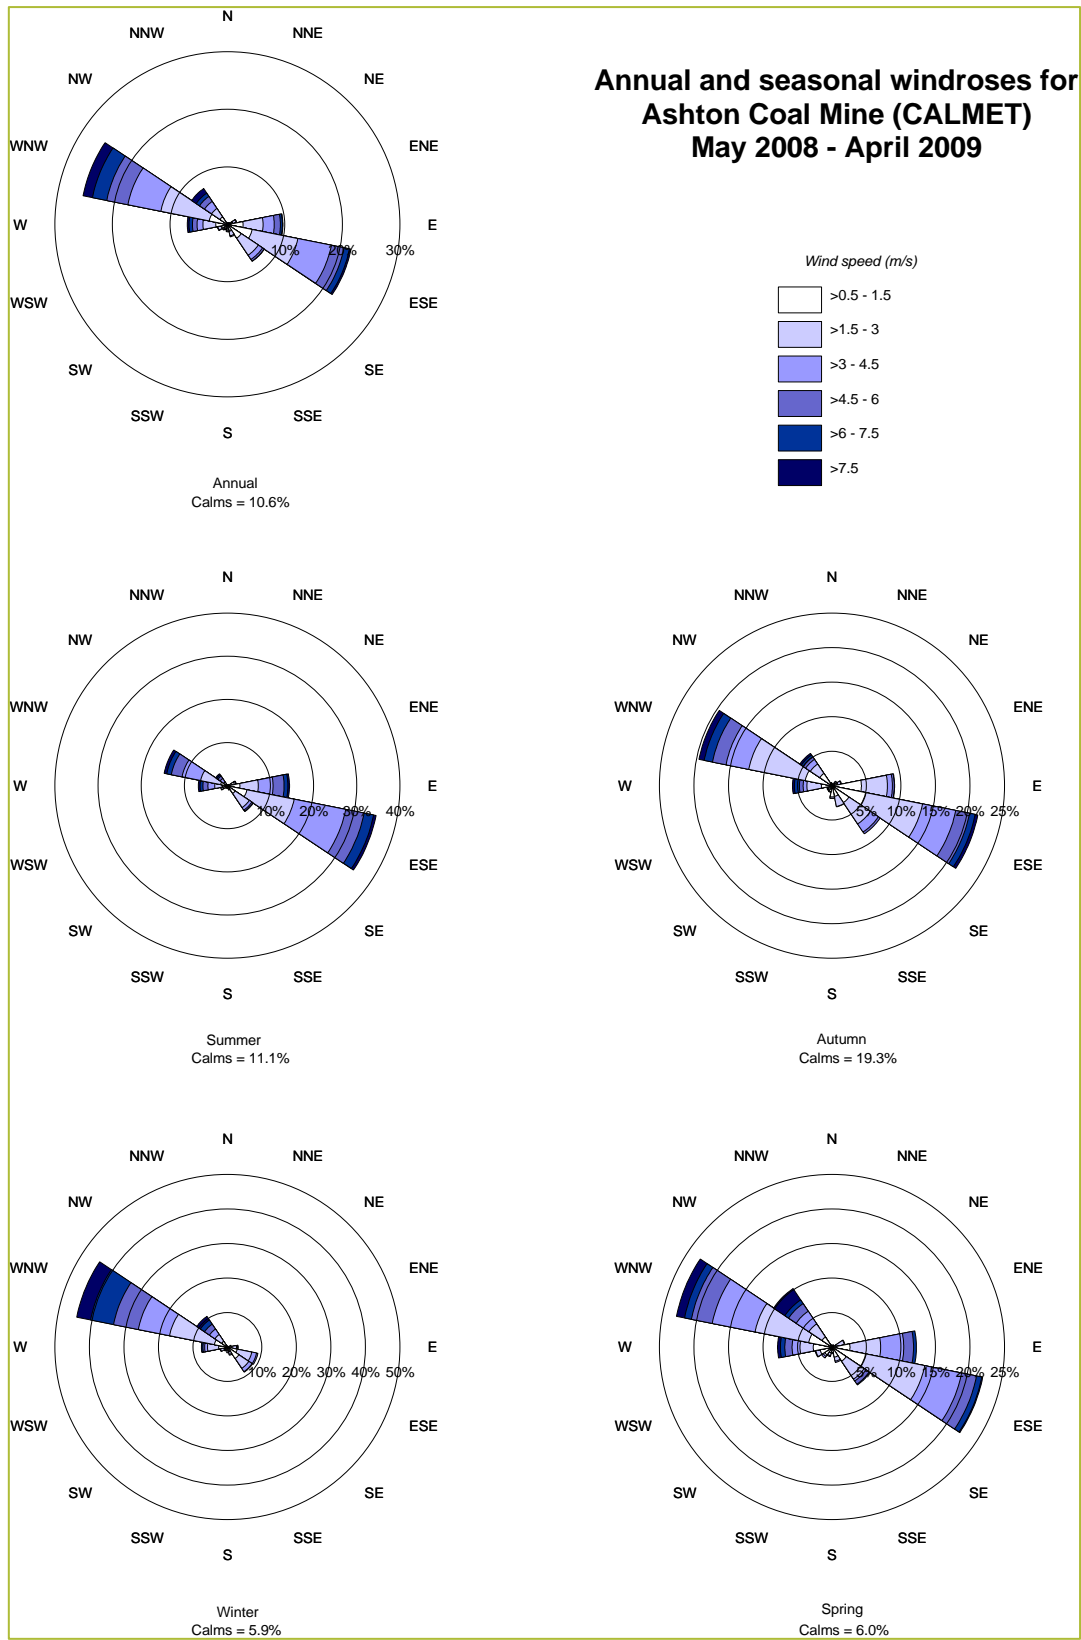 N
NNW
NNE
NW
NE
WNW
ENE
W
E
10%
20%
30%
WSW
ESE
SW
SE
SSW
SSE
S
Annual
Calms = 10.6%
Annual and seasonal windroses for
Ashton Coal Mine (CALMET)
May 2008 - April 2009
Wind speed (m/s)
>0.5 - 1.5
>1.5 - 3
>3 - 4.5
>4.5 - 6
>6 - 7.5
>7.5
N
NNW
NNE
NW
NE
WNW
ENE
W
E
10%
20%
30%
40%
WSW
ESE
SW
SE
SSW
SSE
S
Summer
Calms = 11.1%
N
NNW
NNE
NW
NE
WNW
ENE
W
E
5%
10%
15%
20%
25%
WSW
ESE
SW
SE
SSW
SSE
S
Autumn
Calms = 19.3%
N
NNW
NNE
NW
NE
WNW
ENE
W
E
10%
20%
30%
40%
50%
WSW
ESE
SW
SE
SSW
SSE
S
Winter
Calms = 5.9%
N
NNW
NNE
NW
NE
WNW
ENE
W
E
5%
10%
15%
20%
25%
WSW
ESE
SW
SE
SSW
SSE
S
Spring
Calms = 6.0%